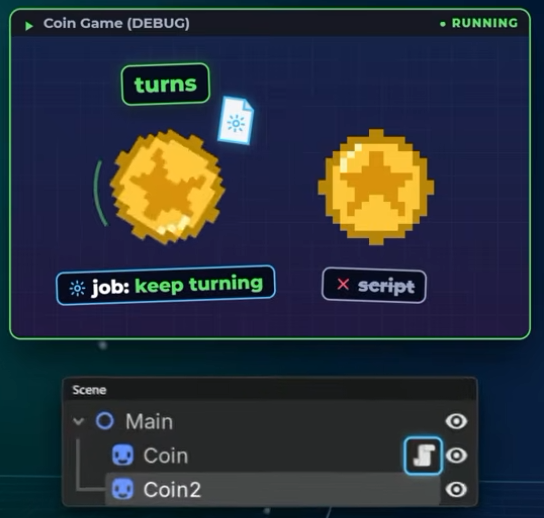 Coin Game (DEBUG)
RUNNING
turns
job: keep turning
script
Scene
Main
Coin
Coin2